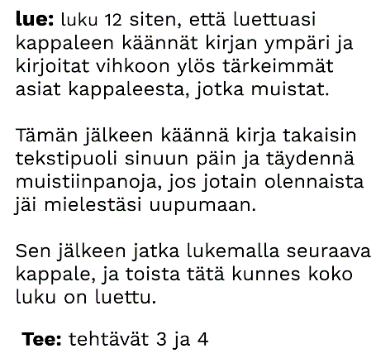 lue: luku 12 siten, että luettuasi
kappaleen käännät kirjan ympäri ja
kirjoitat vihkoon ylös tärkeimmät
asiat kappaleesta, jotka muistat.
Tämän jälkeen käännä kirja takaisin
tekstipuoli sinuun päin ja täydennä
muistiinpanoja, jos jotain olennaista
jäi mielestäsi uupumaan.
Sen jälkeen jatka lukemalla seuraava
kappale, ja toista tätä kunnes koko
luku on luettu.
Tee: tehtävät 3 ja 4